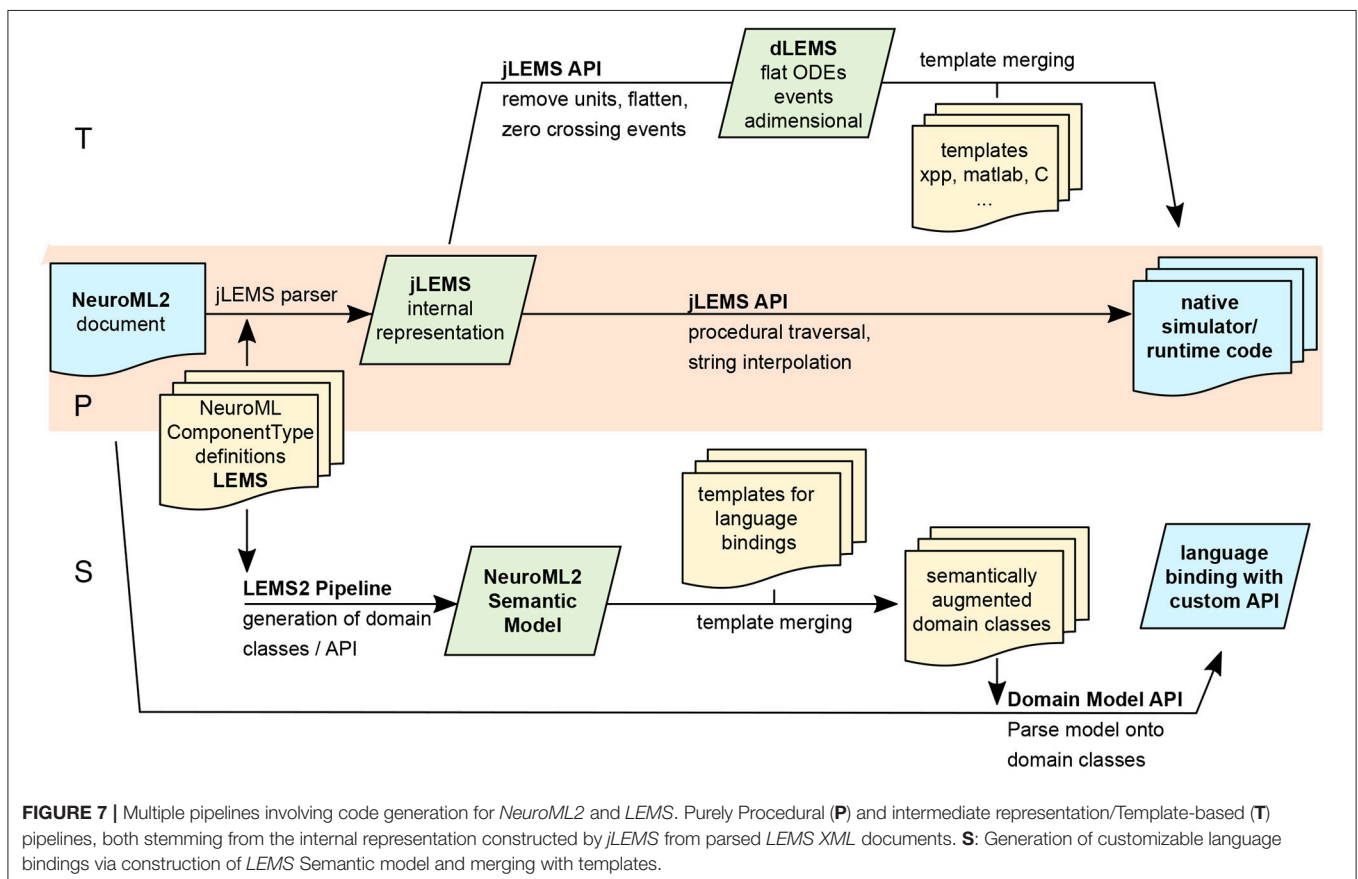 T
jLEMS API
remove units, flatten,
zero crossing events
dLEMS
flat ODEs
events
adimensional
template merging
templates
xpp, matlab, C
...
NeuroML2
document
jLEMS parser
jLEMS
internal
representation
jLEMS API
procedural traversal,
string interpolation
native
simulator/
runtime code
P
NeuroML
ComponentType
definitions
LEMS
S
LEMS2 Pipeline
generation of domain
classes / API
NeuroML2
Semantic
Model
templates for
language
bindings
template merging
semantically
augmented
domain classes
language
binding with
custom API
Domain Model API
Parse model onto
domain classes
FIGURE 7 | Multiple pipelines involving code generation for NeuroML2 and LEMS. Purely Procedural (P) and intermediate representation/Template-based (T)
pipelines, both stemming from the internal representation constructed by jLEMS from parsed LEMS XML documents. S: Generation of customizable language
bindings via construction of LEMS Semantic model and merging with templates.